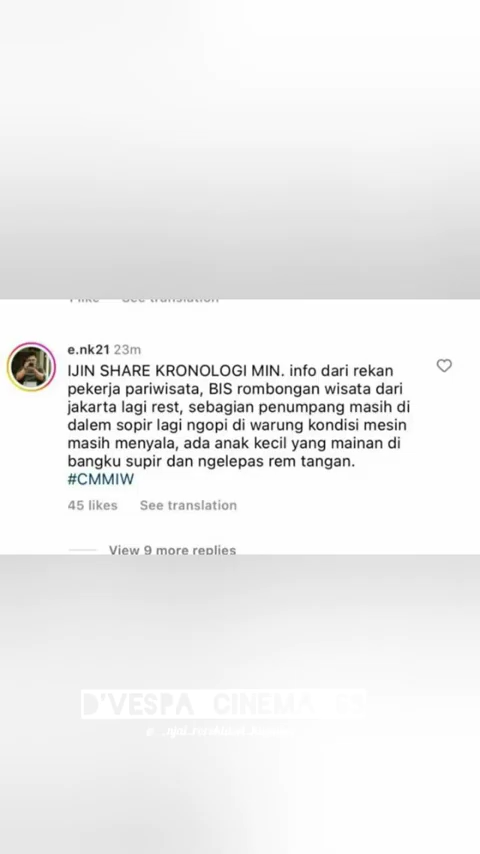 e.nk21 23m
IJIN SHARE KRONOLOGI MIN. info dari rekan
pekerja pariwisata, BIS rombongan wisata dari
jakarta lagi rest, sebagian penumpang masih di
dalem sopir lagi ngopi di warung kondisi mesin
masih menyala, ada anak kecil yang mainan di
bangku supir dan ngelepas rem tangan.
#CMMIW
45 likes See translation
View 9 more replies
D'VESPA CINEMA